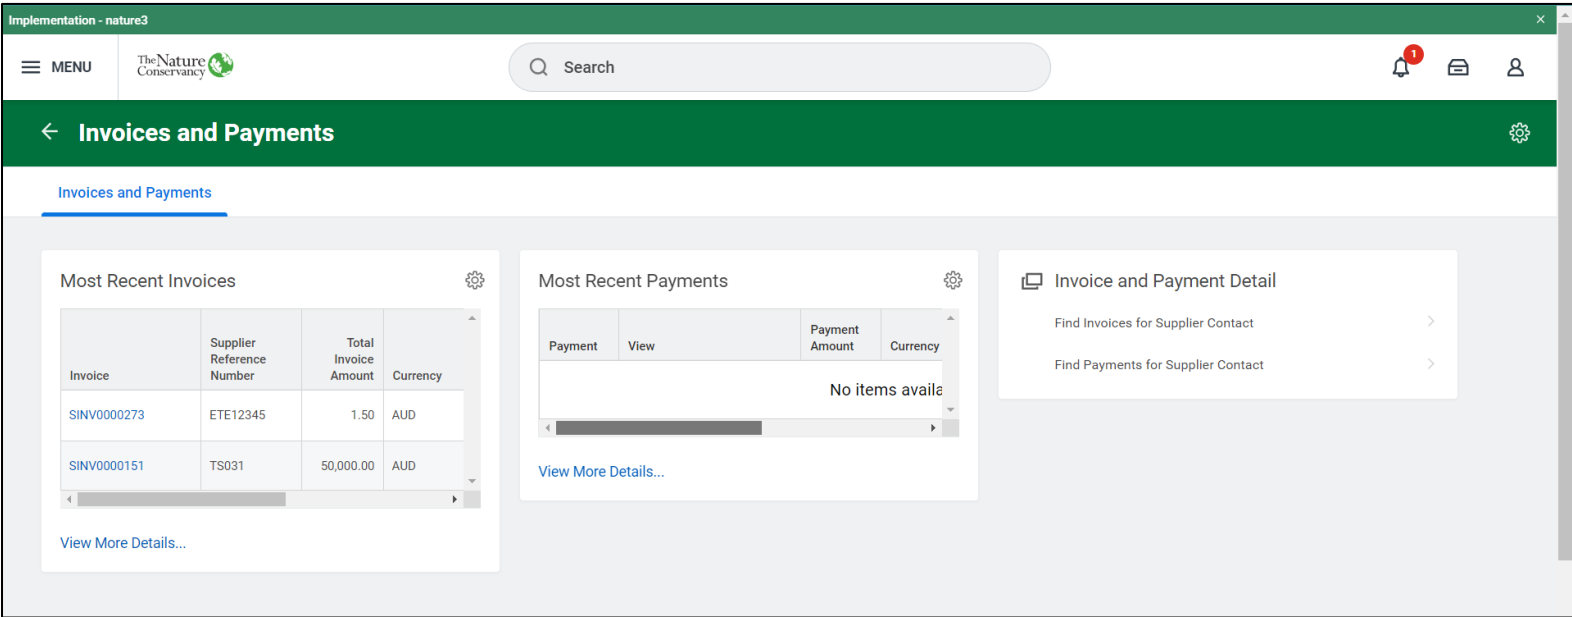 Implementation - nature3
MENU
The Nature
Conservancy
Search
1
Invoices and Payments
Invoices and Payments
Most Recent Invoices
Invoice
Supplier
Reference
Number
Total
Invoice
Amount
Currency
SINV0000273 ETE12345 1.50 AUD
SINV0000151 TS031 50,000.00 AUD
View More Details...
Most Recent Payments
Payment
View
Payment
Amount
Currency
No items availa
View More Details...
Invoice and Payment Detail
Find Invoices for Supplier Contact
Find Payments for Supplier Contact